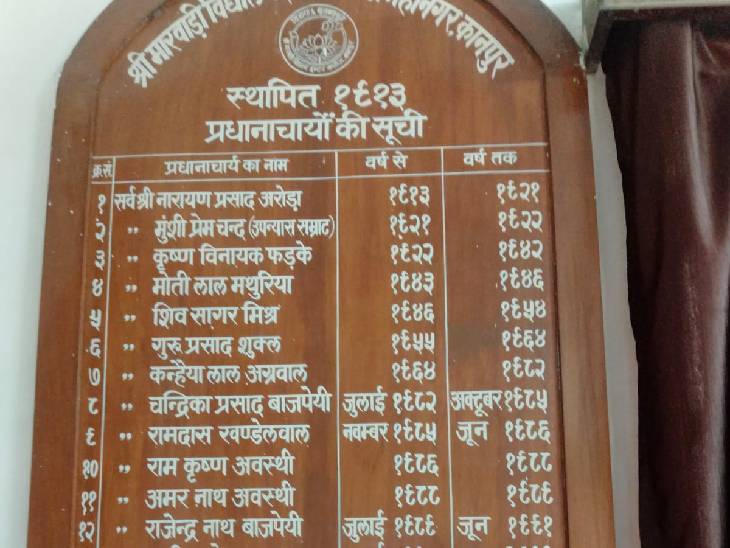 श्री मारवाड़ी कानपुर
स्थापित १९१३
प्रधानाचार्यों की सूची
क्र.सं. प्रधानाचार्य का नाम वर्ष से वर्ष तक
१ सर्वश्री नारायण प्रसाद अरोड़ा १९१३ १९२१
२ ” मुंशी प्रेम चन्द (उपन्यास सम्राट) १९२१ १९२२
३ ” कृष्ण विनायक फड़के १९२२ १९४२
४ ” मोती लाल मथुरिया १९४३ १९४६
५ ” शिव सागर मिश्र १९४६ १९५४
६ ” गुरु प्रसाद शुक्ल १९५५ १९६४
७ ” कन्हैया लाल अग्रवाल १९६४ १९८२
८ ” चन्द्रिका प्रसाद बाजपेयी जुलाई १९८२ अक्टूबर १९८५
९ ” रामदास खण्डेलवाल नवम्बर १९८५ जून १९८६
१० ” राम कृष्ण अवस्थी १९८६ १९८८
११ ” अमर नाथ अवस्थी १९८८ १९८९
१२ ” राजेन्द्र नाथ बाजपेयी जुलाई १९८९ जून १९९१